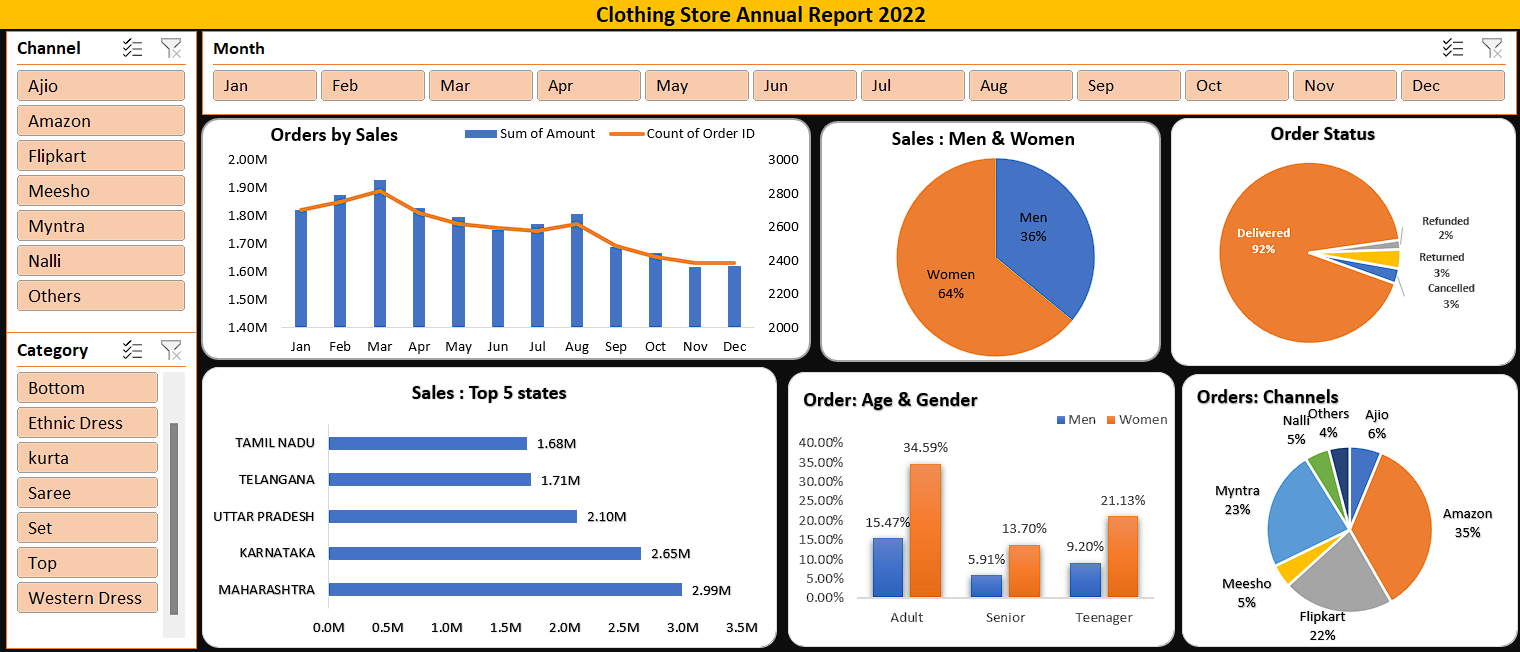 Clothing Store Annual Report 2022
Channel
Ajio
Amazon
Flipkart
Meesho
Myntra
Nalli
Others
Category
Bottom
Ethnic Dress
kurta
Saree
Set
Top
Western Dress
Month
Jan Feb Mar Apr May Jun Jul Aug Sep Oct Nov Dec
Orders by Sales
Sum of Amount Count of Order ID
2.00M 3000
1.90M 2800
1.80M 2600
1.70M
1.60M 2400
1.50M 2200
1.40M 2000
Jan Feb Mar Apr May Jun Jul Aug Sep Oct Nov Dec
Sales : Men & Women
Men
36%
Women
64%
Order Status
Delivered
92%
Refunded
2%
Returned
3%
Cancelled
3%
Sales : Top 5 states
TAMIL NADU 1.68M
TELANGANA 1.71M
UTTAR PRADESH 2.10M
KARNATAKA 2.65M
MAHARASHTRA 2.99M
0.0M 0.5M 1.0M 1.5M 2.0M 2.5M 3.0M 3.5M
Order: Age & Gender
Men Women
40.00%
35.00%
30.00%
25.00%
20.00%
15.00%
10.00%
5.00%
0.00%
15.47% 34.59%
5.91% 13.70%
9.20% 21.13%
Adult Senior Teenager
Orders: Channels
Nalli
5%
Others
4%
Ajio
6%
Myntra
23%
Amazon
35%
Meesho
5%
Flipkart
22%